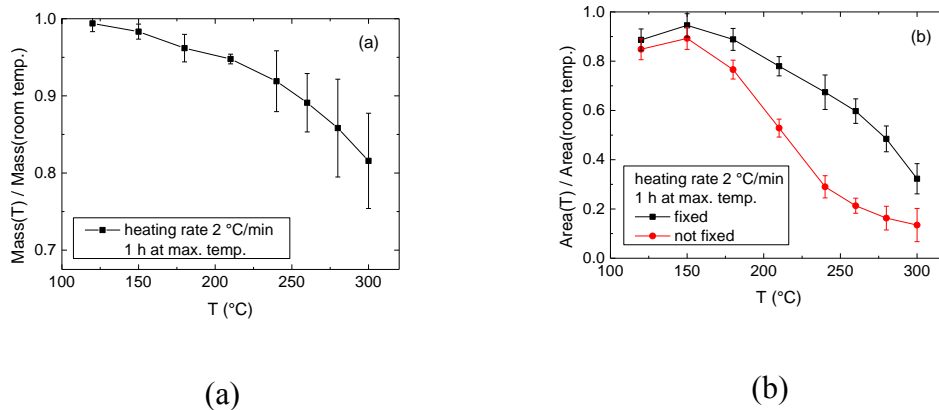 1.0
0.9
0.8
0.7
100 150 200 250 300
Mass(T) / Mass(room temp.)
T (°C)
(a)
heating rate 2 °C/min
1 h at max. temp.
1.0
0.8
0.6
0.4
0.2
0.0
100 150 200 250 300
Area(T) / Area(room temp.)
T (°C)
(b)
heating rate 2 °C/min
1 h at max. temp.
fixed
not fixed
(a) (b)